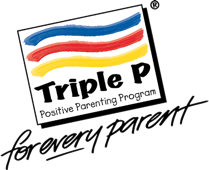 ®
Triple P
Positive Parenting Program
for every parent